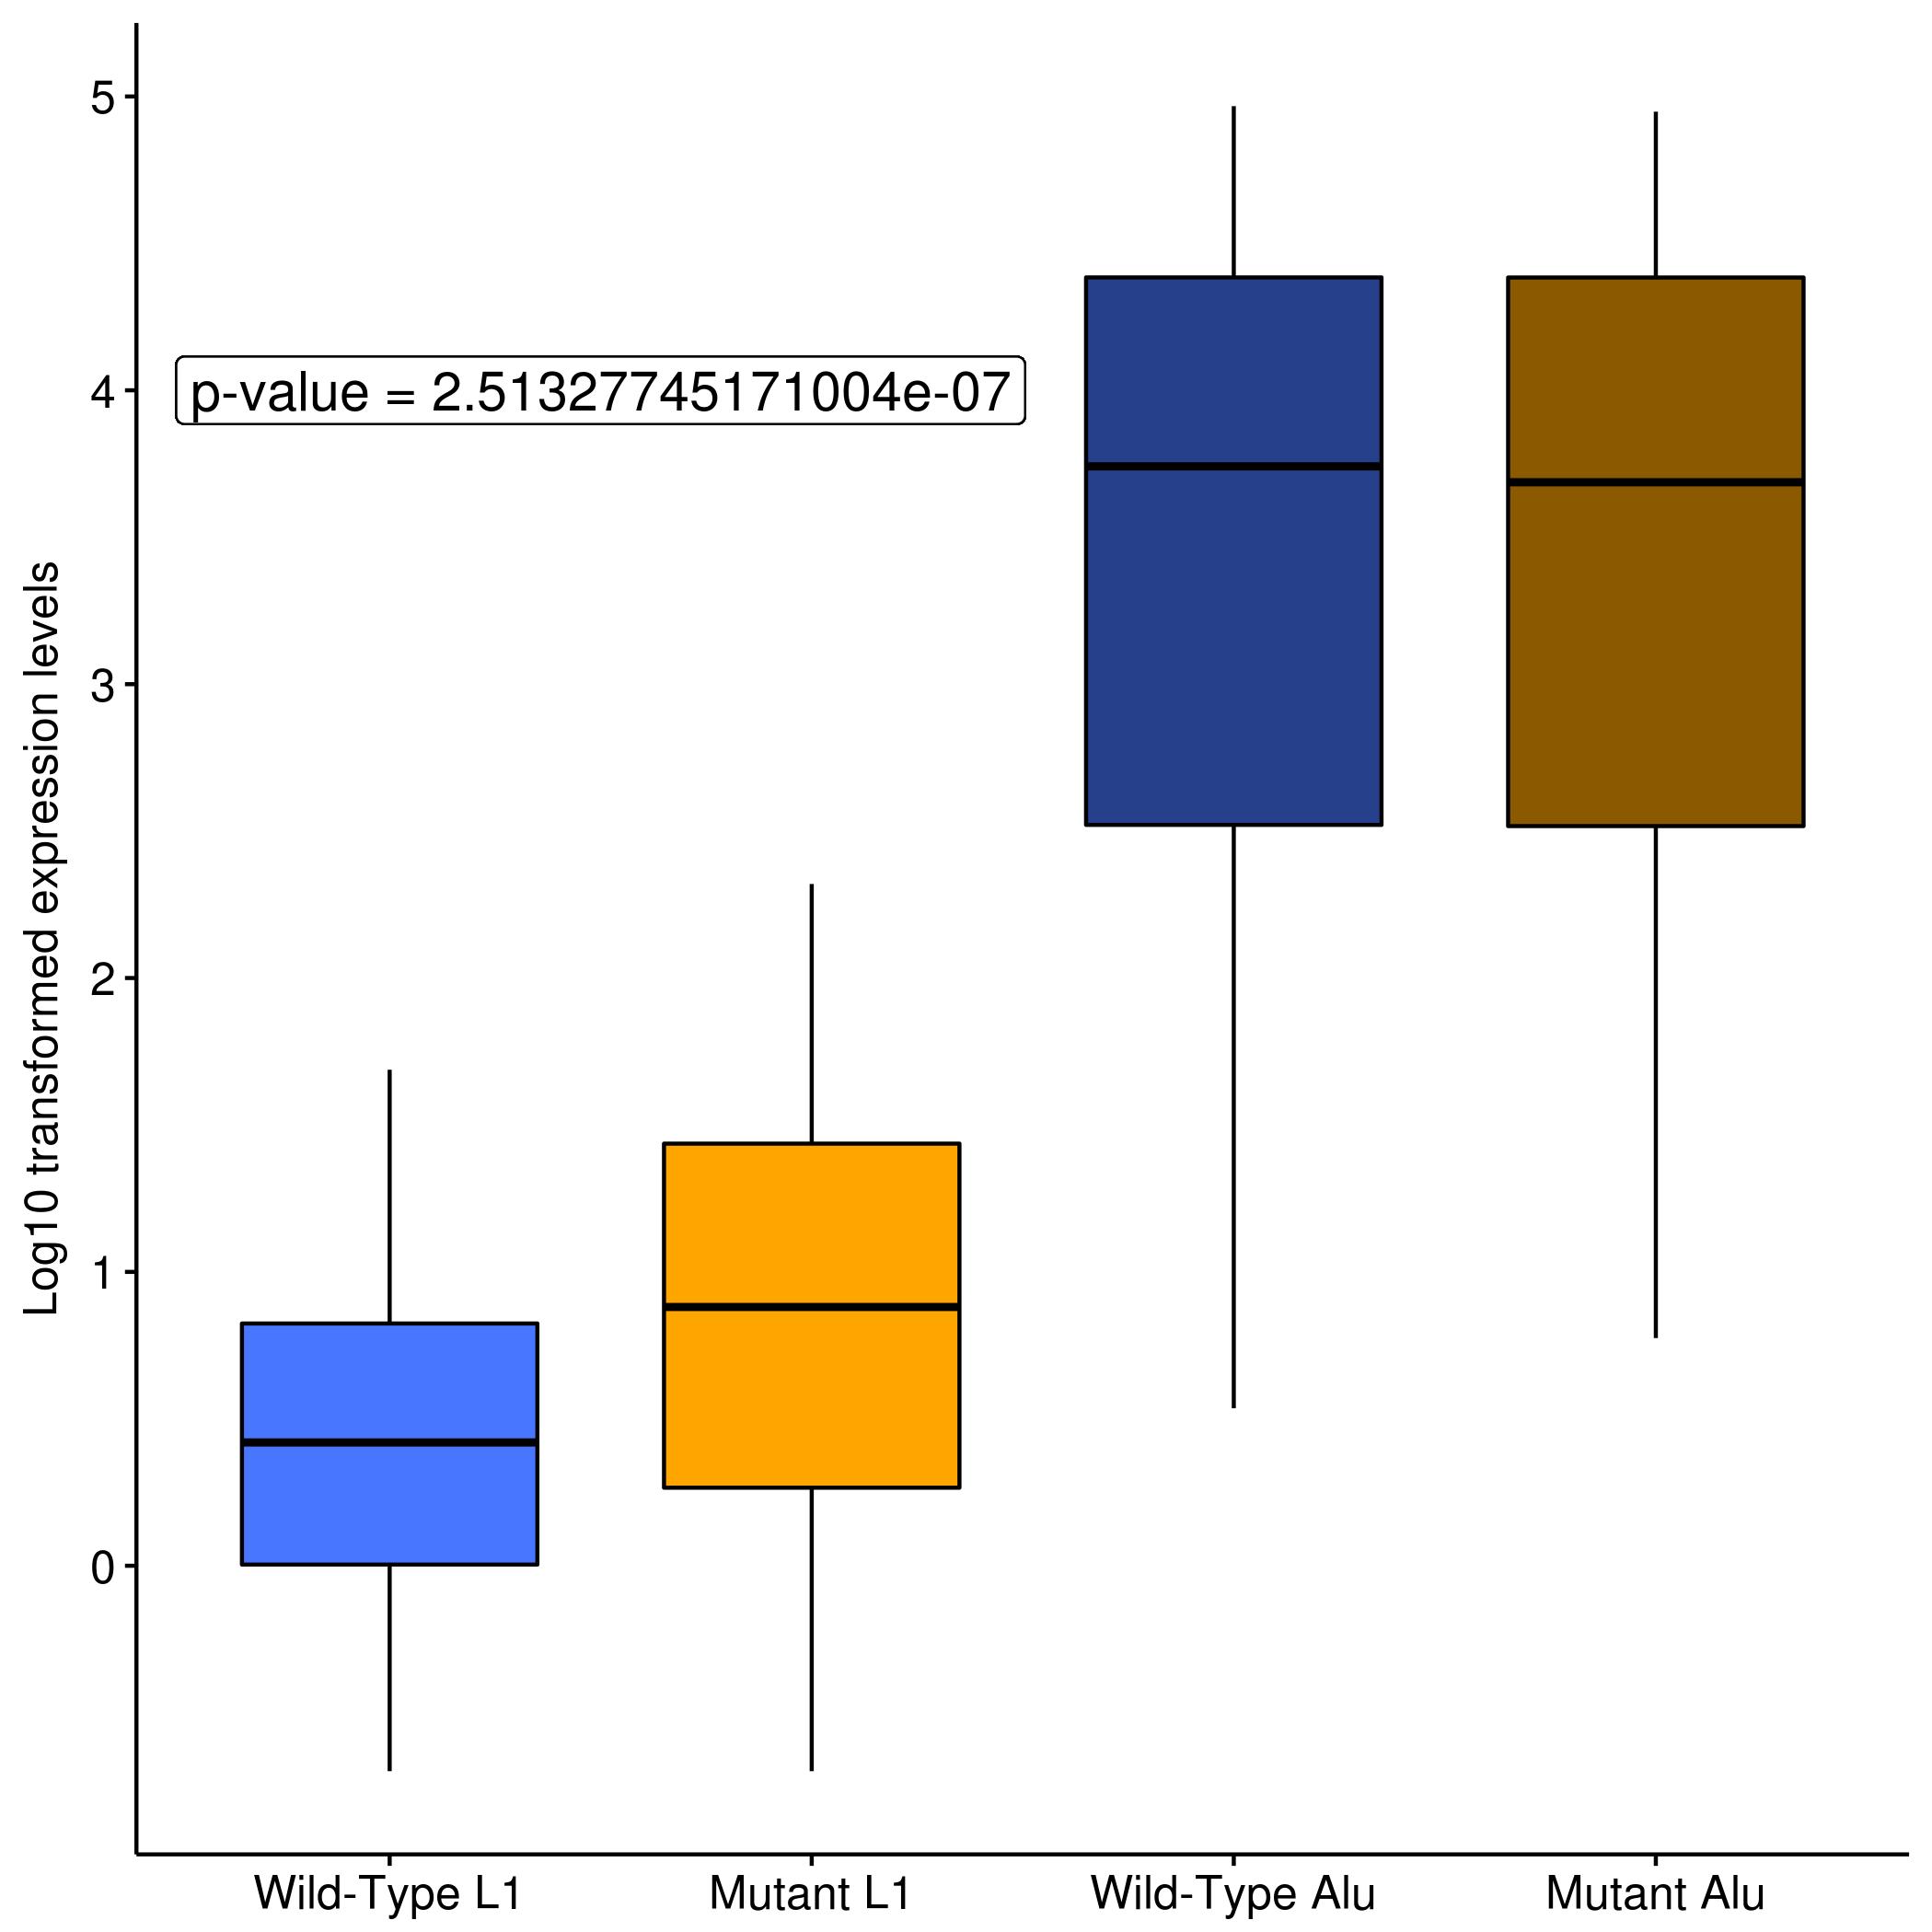 5
p-value = 2.51327745171004e-07
4
3
2
1
0
Log10 transformed expression levels
Wild-Type L1
Mutant L1
Wild-Type Alu
Mutant Alu